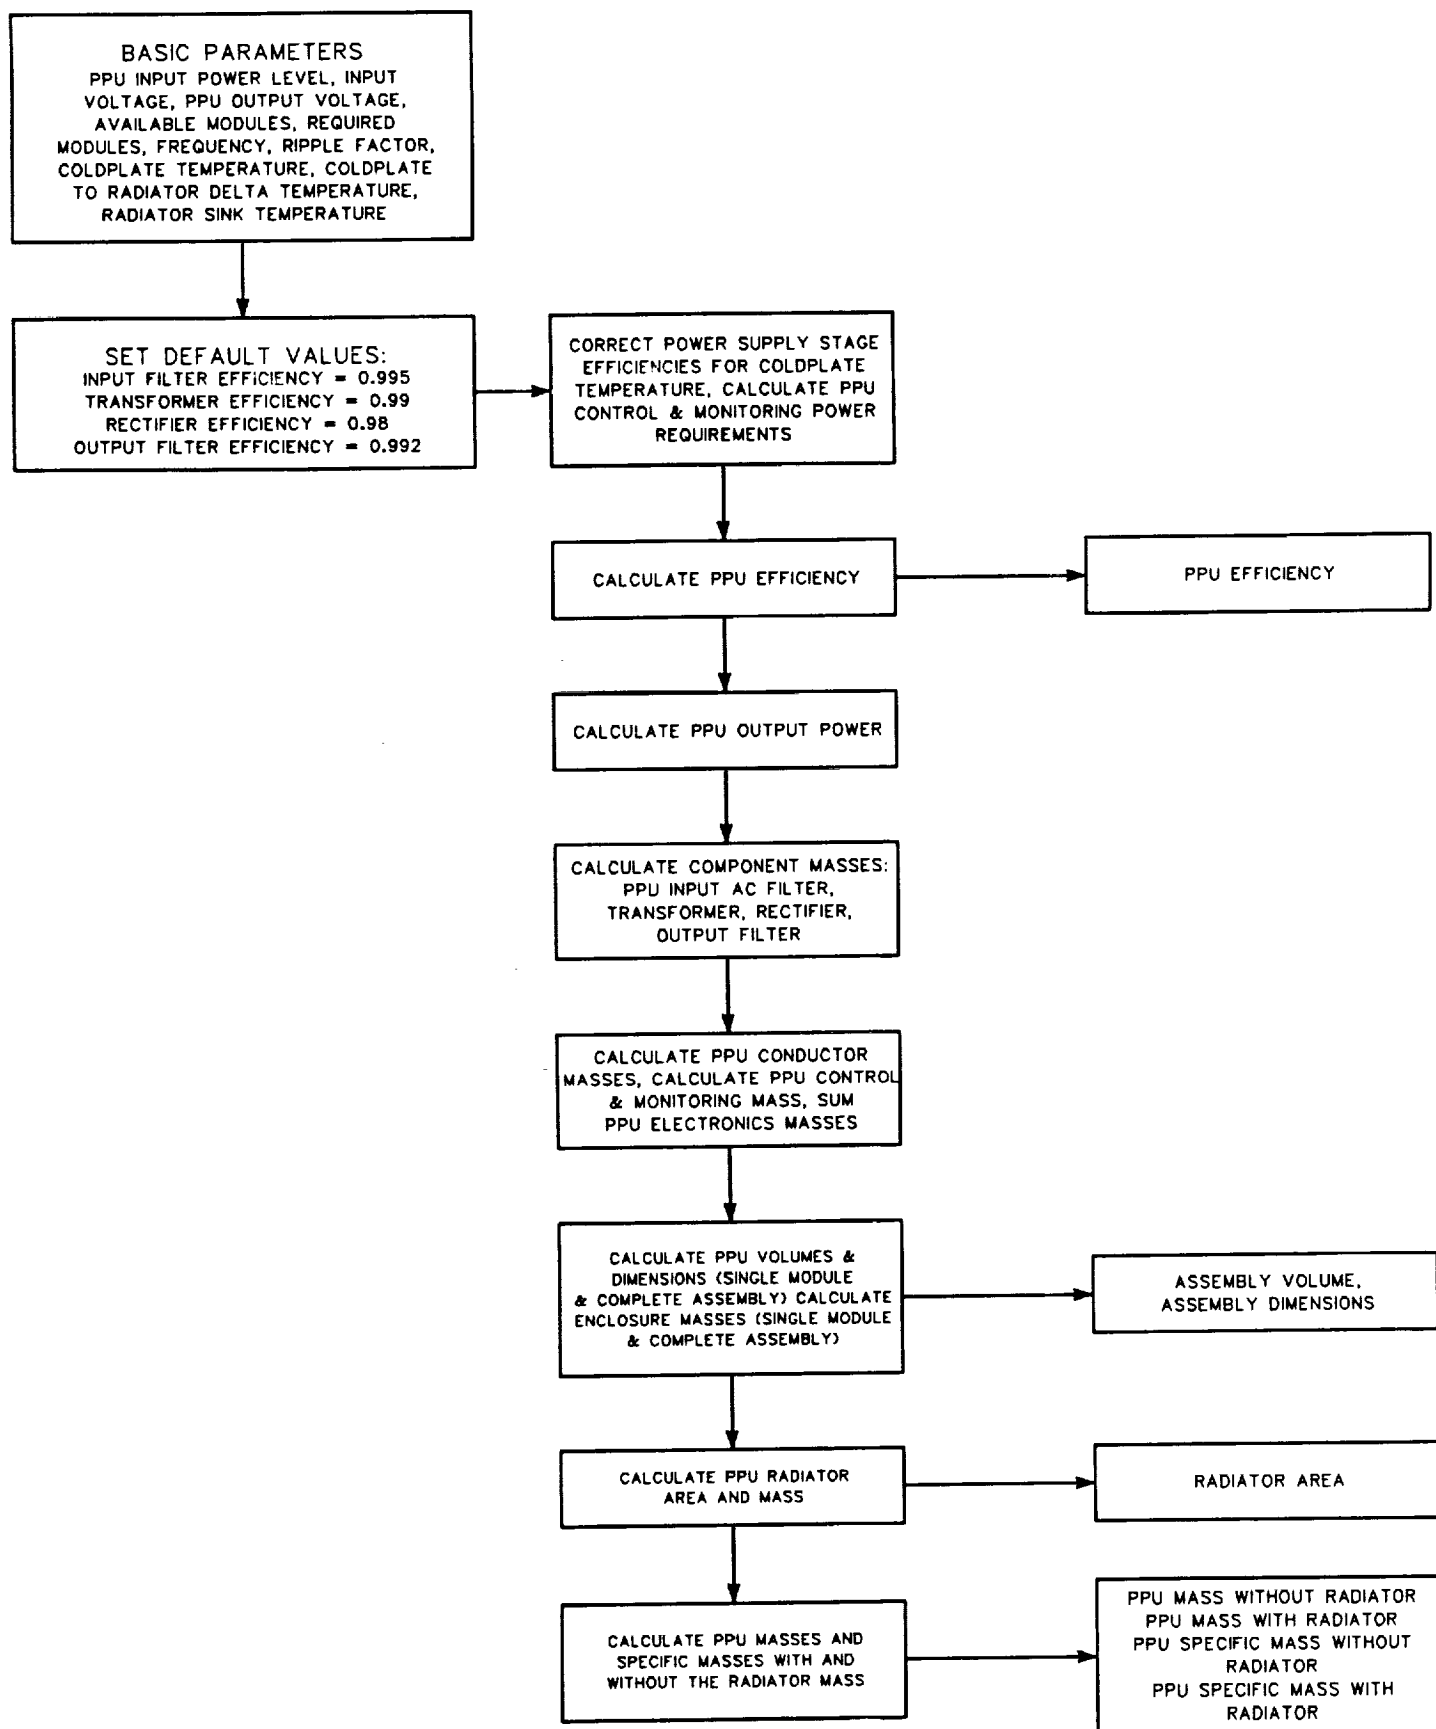 BASIC PARAMETERS
PPU INPUT POWER LEVEL, INPUT
VOLTAGE, PPU OUTPUT VOLTAGE,
AVAILABLE MODULES, REQUIRED
MODULES, FREQUENCY, RIPPLE FACTOR,
COLDPLATE TEMPERATURE, COLDPLATE
TO RADIATOR DELTA TEMPERATURE,
RADIATOR SINK TEMPERATURE
SET DEFAULT VALUES:
INPUT FILTER EFFICIENCY = 0.995
TRANSFORMER EFFICIENCY = 0.99
RECTIFIER EFFICIENCY = 0.98
OUTPUT FILTER EFFICIENCY = 0.992
CORRECT POWER SUPPLY STAGE
EFFICIENCIES FOR COLDPLATE
TEMPERATURE, CALCULATE PPU
CONTROL & MONITORING POWER
REQUIREMENTS
CALCULATE PPU EFFICIENCY
PPU EFFICIENCY
CALCULATE PPU OUTPUT POWER
CALCULATE COMPONENT MASSES:
PPU INPUT AC FILTER,
TRANSFORMER, RECTIFIER,
OUTPUT FILTER
CALCULATE PPU CONDUCTOR
MASSES, CALCULATE PPU CONTROL
& MONITORING MASS, SUM
PPU ELECTRONICS MASSES
CALCULATE PPU VOLUMES &
DIMENSIONS (SINGLE MODULE
& COMPLETE ASSEMBLY) CALCULATE
ENCLOSURE MASSES (SINGLE MODULE
& COMPLETE ASSEMBLY)
ASSEMBLY VOLUME,
ASSEMBLY DIMENSIONS
CALCULATE PPU RADIATOR
AREA AND MASS
RADIATOR AREA
CALCULATE PPU MASSES AND
SPECIFIC MASSES WITH AND
WITHOUT THE RADIATOR MASS
PPU MASS WITHOUT RADIATOR
PPU MASS WITH RADIATOR
PPU SPECIFIC MASS WITHOUT
RADIATOR
PPU SPECIFIC MASS WITH
RADIATOR